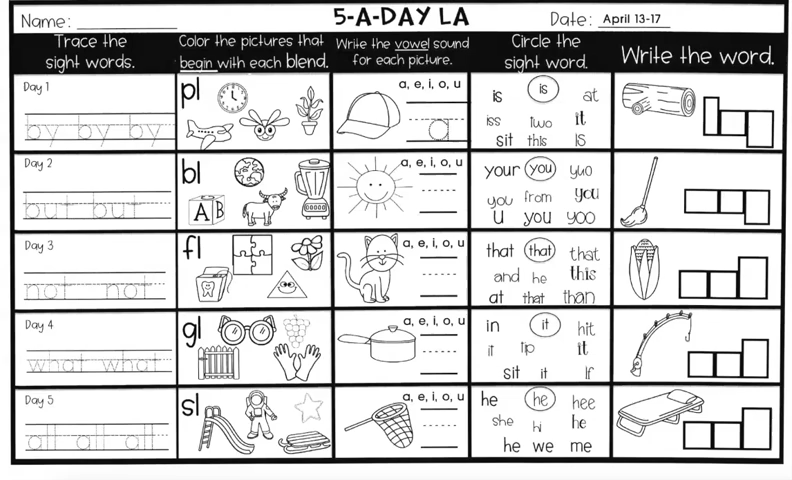 Name:
5-A-DAY LA
Date: April 13-17
Trace the
sight words.
Color the pictures that
begin with each blend.
Write the vowel sound
for each picture.
Circle the
sight word.
Write the word.
Day 1
by by by
pl
a, e, i, o, u
a
is is at
iss two it
sit this is
Day 2
but but
bl
A B
a, e, i, o, u
your you yuo
you from you
u you yoo
Day 3
not not
fl
a, e, i, o, u
that that that
and he this
at that than
Day 4
what what
gl
a, e, i, o, u
in it hit
it tip it
sit it if
Day 5
all all all
sl
a, e, i, o, u
he he hee
she hi he
he we me